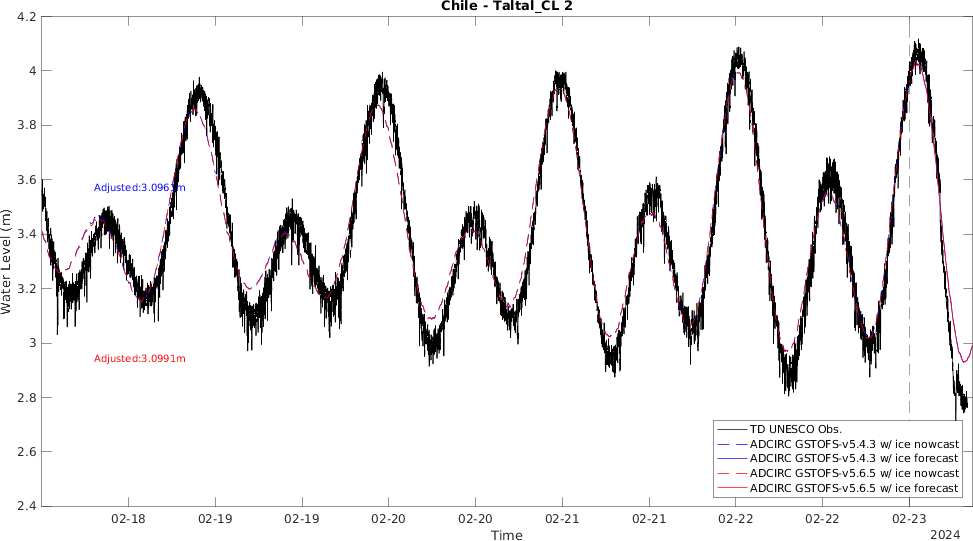 Chile - Taltal_CL 2
4.2
4
3.8
3.6
3.4
3.2
3
2.8
2.6
2.4
Water Level (m)
Adjusted:3.0961m
Adjusted:3.0991m
TD UNESCO Obs.
ADCIRC GSTOFS-v5.4.3 w/ ice nowcast
ADCIRC GSTOFS-v5.4.3 w/ ice forecast
ADCIRC GSTOFS-v5.6.5 w/ ice nowcast
ADCIRC GSTOFS-v5.6.5 w/ ice forecast
02-18 02-19 02-19 02-20 02-20 02-21 02-21 02-22 02-22 02-23
Time
2024